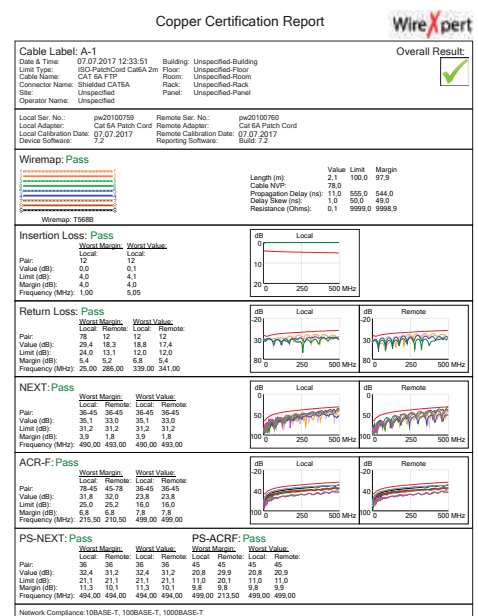 Copper Certification Report
WireXpert
Cable Label: A-1
Overall Result:
Date & Time: 07.07.2017 12:33:51 Building: Unspecified-Building
Limit Type: ISO-PatchCord Cat6A 2m Floor: Unspecified-Floor
Cable Name: CAT 6A FTP Room: Unspecified-Room
Connector Name: Shielded CAT6A Rack: Unspecified-Rack
Site: Unspecified Panel: Unspecified-Panel
Operator Name: Unspecified
Local Ser. No.: pw20100759 Remote Ser. No.: pw20100760
Local Adapter: Cat 6A Patch Cord Remote Adapter: Cat 6A Patch Cord
Local Calibration Date: 07.07.2017 Remote Calibration Date: 07.07.2017
Device Software: 7.2 Reporting Software: Build: 7.2
Wiremap: Pass
Wiremap: T568B
Value Limit Margin
Length (m): 2,1 100,0 97,9
Cable NVP: 78,0
Propagation Delay (ns): 11,0 555,0 544,0
Delay Skew (ns): 1,0 50,0 49,0
Resistance (Ohms): 0,1 9999,0 9998,9
Insertion Loss: Pass
Worst Margin: Worst Value:
Local: Local:
Pair: 12 12
Value (dB): 0,0 0,1
Limit (dB): 4,0 4,1
Margin (dB): 4,0 4,0
Frequency (MHz): 1,00 5,05
dB Local
0
10
20
0 250 500 MHz
Return Loss: Pass
Worst Margin: Worst Value:
Local: Remote: Local: Remote:
Pair: 78 12 12 12
Value (dB): 29,4 18,3 18,8 17,4
Limit (dB): 24,0 13,1 12,0 12,0
Margin (dB): 5,4 5,2 6,8 5,4
Frequency (MHz): 25,00 286,00 339,00 341,00
dB Local
-20
30
80
0 250 500 MHz
dB Remote
-20
30
80
0 250 500 MHz
NEXT: Pass
Worst Margin: Worst Value:
Local: Remote: Local: Remote:
Pair: 36-45 36-45 36-45 36-45
Value (dB): 35,1 33,0 35,1 33,0
Limit (dB): 31,2 31,2 31,2 31,2
Margin (dB): 3,9 1,8 3,9 1,8
Frequency (MHz): 490,00 493,00 490,00 493,00
dB Local
0
50
100
0 250 500 MHz
dB Remote
0
50
100
0 250 500 MHz
ACR-F: Pass
Worst Margin: Worst Value:
Local: Remote: Local: Remote:
Pair: 78-45 45-78 36-45 45-36
Value (dB): 31,8 32,0 23,8 23,8
Limit (dB): 25,0 25,2 16,0 16,0
Margin (dB): 6,8 6,8 7,8 7,8
Frequency (MHz): 215,50 210,50 499,00 499,00
dB Local
-20
40
100
0 250 500 MHz
dB Remote
-20
40
100
0 250 500 MHz
PS-NEXT: Pass PS-ACRF: Pass
Worst Margin: Worst Value: Worst Margin: Worst Value:
Local: Remote: Local: Remote: Local: Remote: Local: Remote:
Pair: 36 36 36 36 45 45 45 45
Value (dB): 32,4 31,2 32,4 31,2 20,8 29,9 20,8 20,9
Limit (dB): 21,1 21,1 21,1 21,1 11,0 20,1 11,0 11,0
Margin (dB): 11,3 10,1 11,3 10,1 9,8 9,8 9,8 9,9
Frequency (MHz): 494,00 494,00 494,00 494,00 499,00 213,50 499,00 499,00
Network Compliance:10BASE-T, 100BASE-T, 1000BASE-T